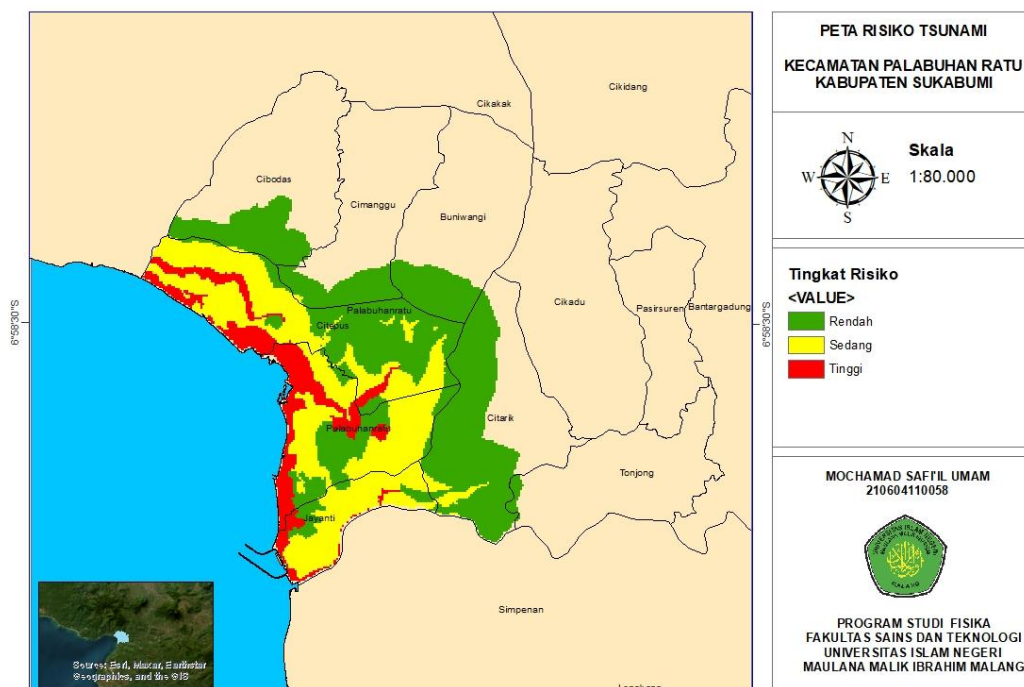 PETA RISIKO TSUNAMI
KECAMATAN PALABUHAN RATU
KABUPATEN SUKABUMI
N
W E
S
Skala
1:80.000
Tingkat Risiko
<VALUE>
Rendah
Sedang
Tinggi
MOCHAMAD SAFI'IL UMAM
210604110058
MALANG
PROGRAM STUDI FISIKA
FAKULTAS SAINS DAN TEKNOLOGI
UNIVERSITAS ISLAM NEGERI
MAULANA MALIK IBRAHIM MALANG
Cikidang
Cikakak
Cibodas
Cimanggu
Buniwangi
Cikadu
Pasirsuren
Bantargadung
Palabuhanratu
Citepus
Citarik
Palabuhanratu
Tonjong
Jayanti
Simpenan
6°58'30"S
6°58'30"S
Source: Esri, Maxar, Earthstar
Geographics, and the GIS